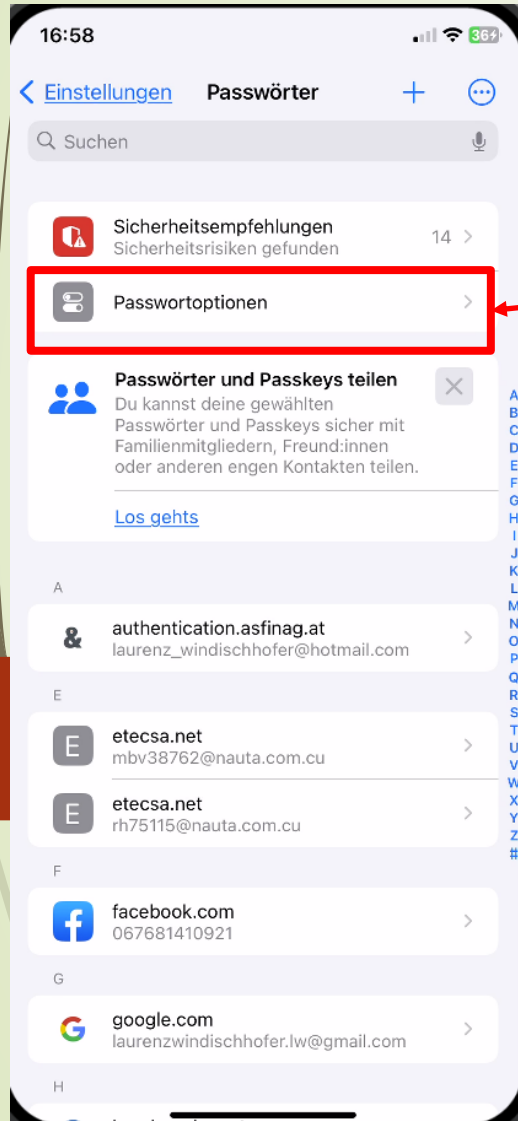 16:58
36
Einstellungen Passwörter
Suchen
Sicherheitsempfehlungen
Sicherheitsrisiken gefunden
14
Passwortoptionen
Passwörter und Passkeys teilen
Du kannst deine gewählten
Passwörter und Passkeys sicher mit
Familienmitgliedern, Freund:innen
oder anderen engen Kontakten teilen.
Los gehts
A
&
authentication.asfinag.at
laurenz_windischhofer@hotmail.com
E
E
etecsa.net
mbv38762@nauta.com.cu
E
etecsa.net
rh75115@nauta.com.cu
F
f
facebook.com
067681410921
G
G
google.com
laurenzwindischhofer.lw@gmail.com
H
A
B
C
D
E
F
G
H
I
J
K
L
M
N
O
P
Q
R
S
T
U
V
W
X
Y
Z
#